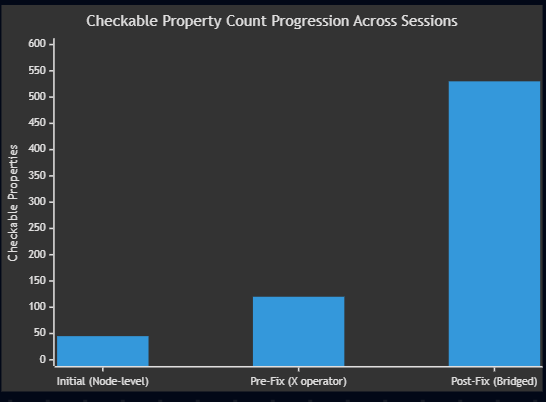 Checkable Property Count Progression Across Sessions
Checkable Properties
600
550
500
450
400
350
300
250
200
150
100
50
0
Initial (Node-level)
Pre-Fix (X operator)
Post-Fix (Bridged)